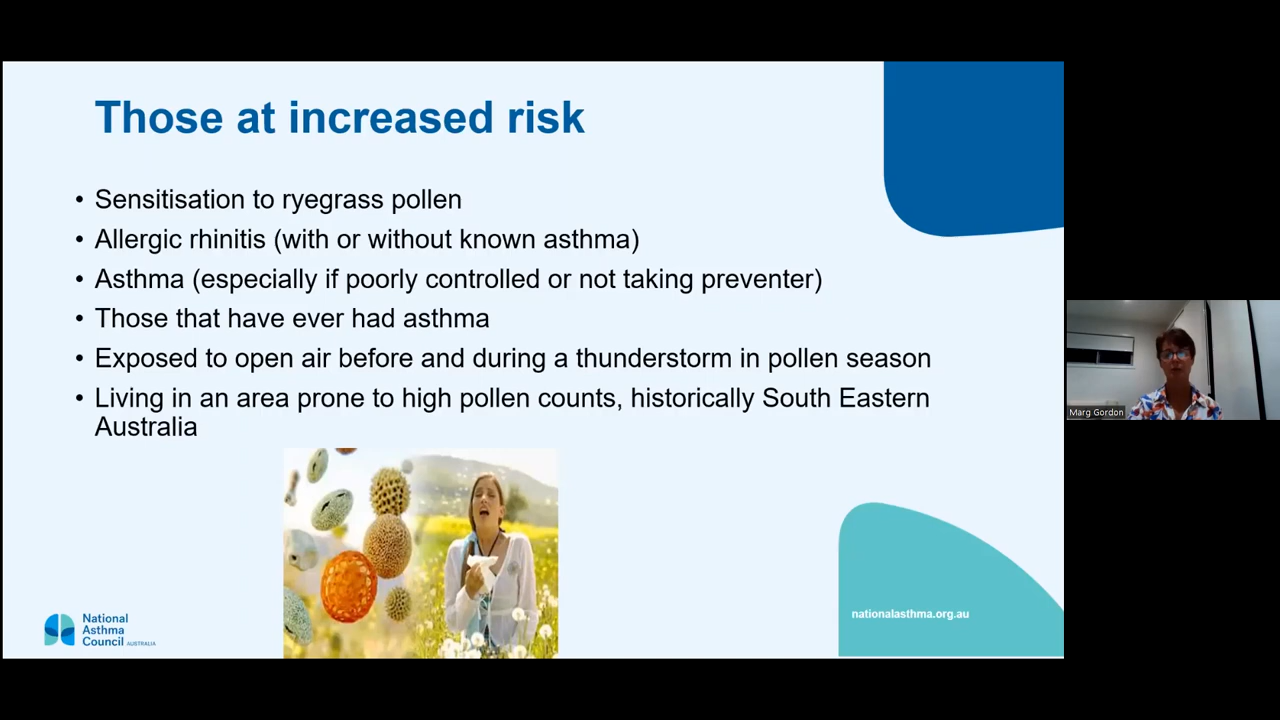 Those at increased risk
• Sensitisation to ryegrass pollen
• Allergic rhinitis (with or without known asthma)
• Asthma (especially if poorly controlled or not taking preventer)
• Those that have ever had asthma
• Exposed to open air before and during a thunderstorm in pollen season
• Living in an area prone to high pollen counts, historically South Eastern
Australia
Marg Gordon
National
Asthma
Council AUSTRALIA
nationalasthma.org.au